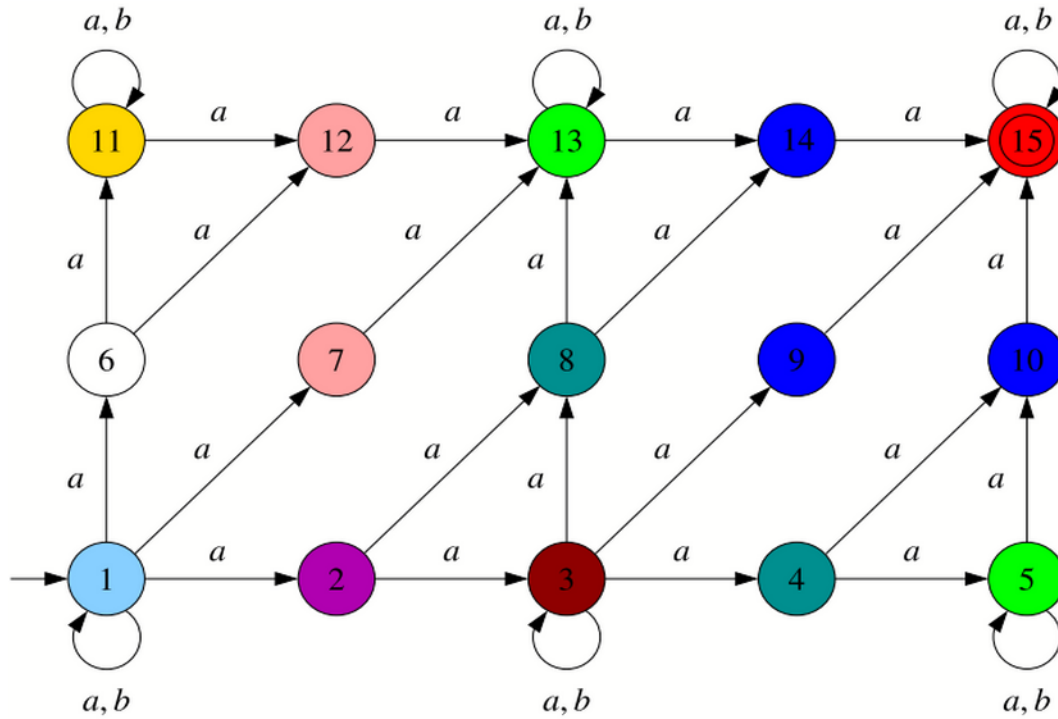 a, b a, b a, b
11 a 12 a 13 a 14 a 15
a a a a a a
6 7 8 9 10
a a a a a a a
1 a 2 a 3 a 4 a 5
a, b a, b a, b